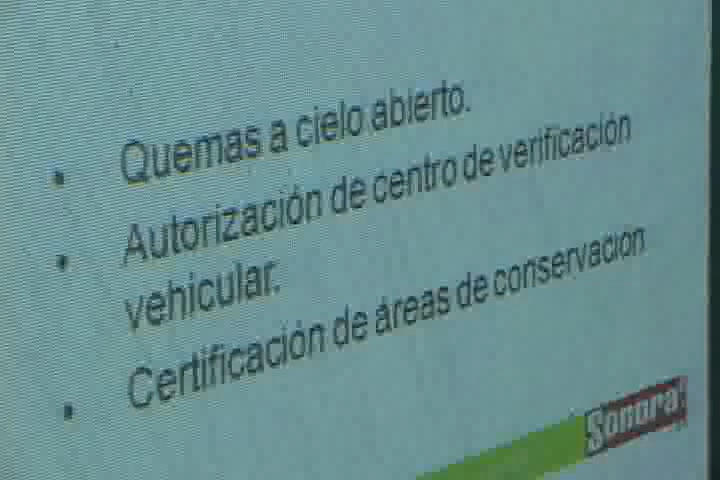 • Quemas a cielo abierto.
• Autorización de centro de verificación
vehicular.
• Certificación de áreas de conservacion
Sonora!